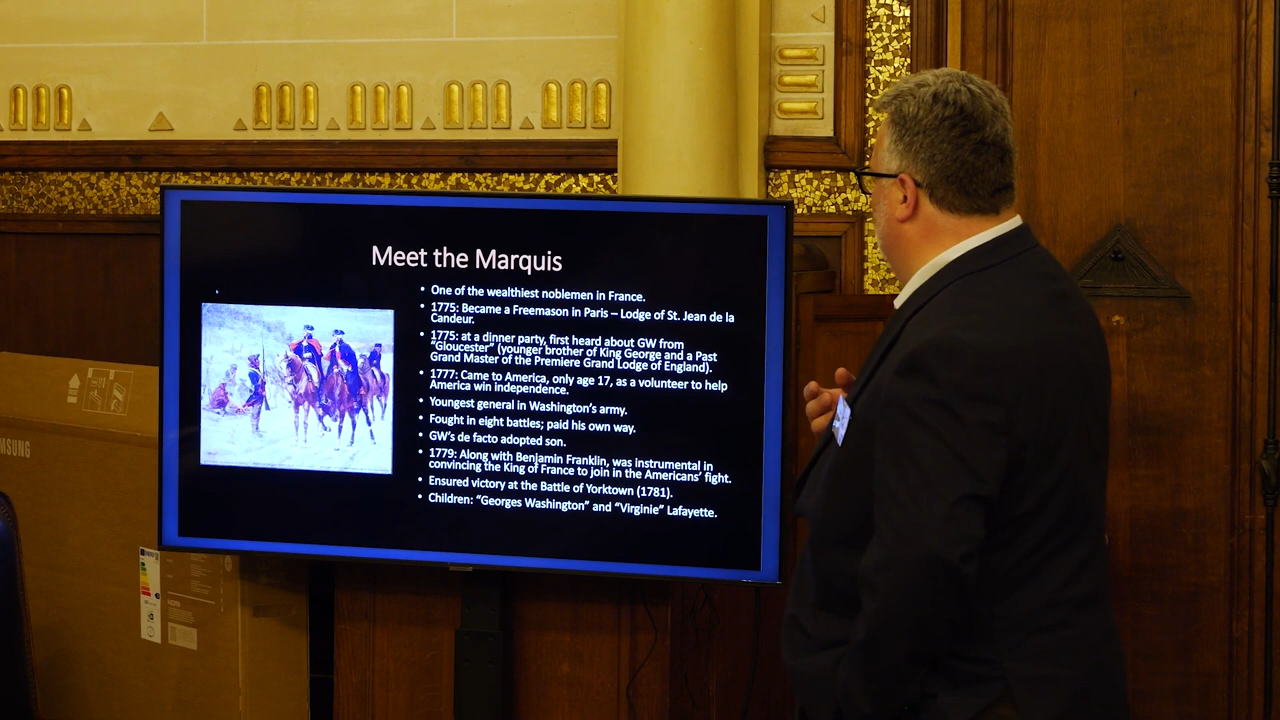 Meet the Marquis
• One of the wealthiest noblemen in France.
• 1775: Became a Freemason in Paris – Lodge of St. Jean de la
Candeur.
• 1775: at a dinner party, first heard about GW from
"Gloucester" (younger brother of King George and a Past
Grand Master of the Premiere Grand Lodge of England).
• 1777: Came to America, only age 17, as a volunteer to help
America win independence.
• Youngest general in Washington's army.
• Fought in eight battles; paid his own way.
• GW's de facto adopted son.
• 1779: Along with Benjamin Franklin, was instrumental in
convincing the King of France to join in the Americans' fight.
• Ensured victory at the Battle of Yorktown (1781).
• Children: "Georges Washington" and "Virginie" Lafayette.
MSUNG